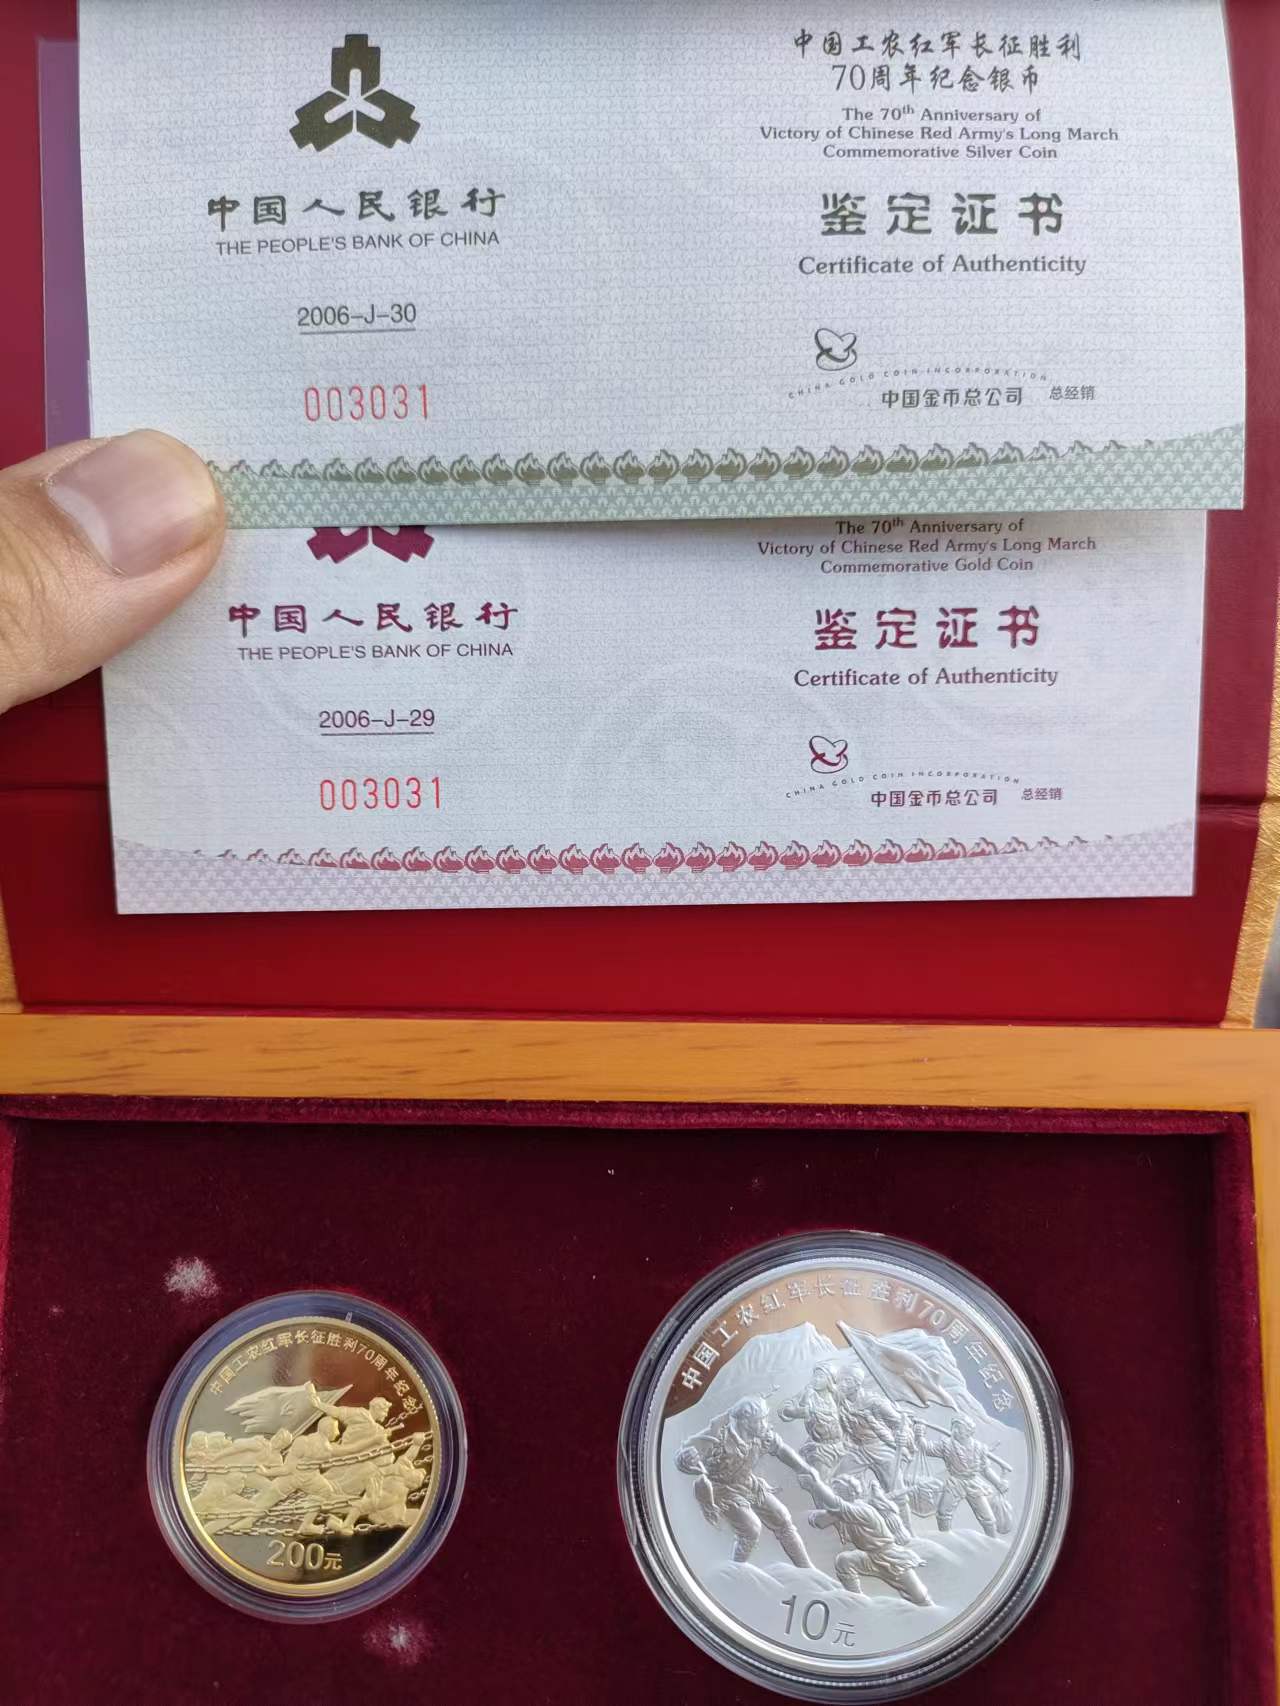 中国人民银行
THE PEOPLE'S BANK OF CHINA
2006-J-30
003031
中国工农红军长征胜利
70周年纪念银币
The 70th Anniversary of
Victory of Chinese Red Army's Long March
Commemorative Silver Coin
鉴定证书
Certificate of Authenticity
CHINA GOLD COIN INCORPORATION
中国金币总公司 总经销
中国人民银行
THE PEOPLE'S BANK OF CHINA
2006-J-29
003031
The 70th Anniversary of
Victory of Chinese Red Army's Long March
Commemorative Gold Coin
鉴定证书
Certificate of Authenticity
CHINA GOLD COIN INCORPORATION
中国金币总公司 总经销
中国工农红军长征胜利70周年纪念
200元
中国工农红军长征胜利70周年纪念
10元